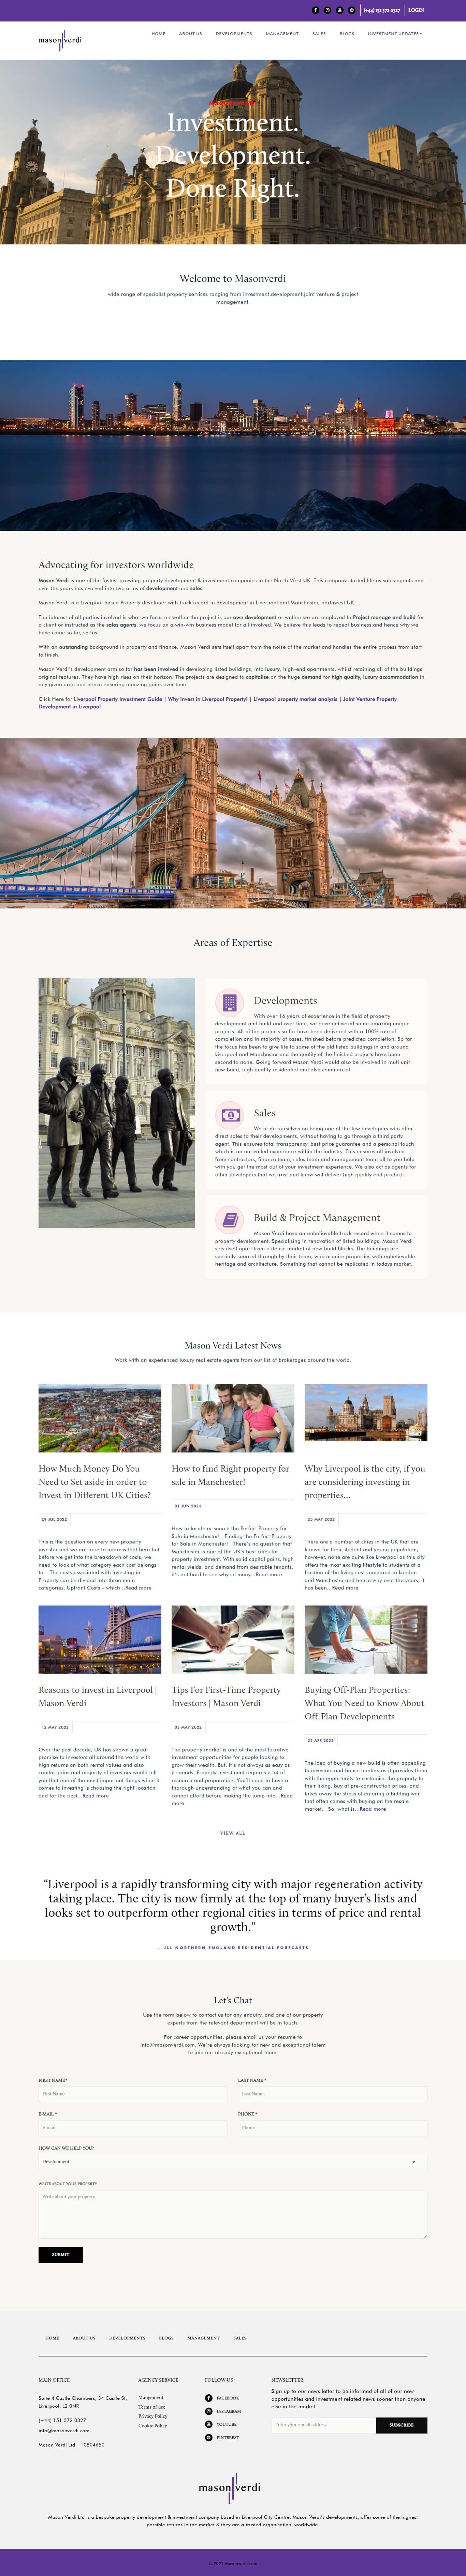 (+44) 151 372 0327
LOGIN
mason verdi
HOME
ABOUT US
DEVELOPMENTS
MANAGEMENT
SALES
BLOGS
INVESTMENT UPDATES
Investment.
Development.
Done Right.
Welcome to Masonverdi
wide range of specialist property services ranging from investment,development,joint venture & project
management.
Advocating for investors worldwide
Mason Verdi is one of the fastest growing, property development & investment companies in the North-West UK. This company started life as sales agents and
over the years has evolved into two arms of development and sales.
Mason Verdi is a Liverpool based Property developer with track record in development in Liverpool and Manchester, northwest UK.
The interest of all parties involved is what we focus on wether the project is our own development or wether we are employed to Project manage and build for
a client or instructed as the sales agents, we focus on a win-win business model for all involved. We believe this leads to repeat business and hence why we
have come so far, so fast.
With an outstanding background in property and finance, Mason Verdi sets itself apart from the noise of the market and handles the entire process from start
to finish.
Mason Verdi's development arm so far has been involved in developing listed buildings, into luxury, high-end apartments, whilst retaining all of the buildings
original features. They have risen high on their horizon. The projects are designed to capitalise on the huge demand for high quality, luxury accommodation in
any given area and hence ensuring amazing gains over time.
Click Here for Liverpool Property Investment Guide | Why invest in Liverpool Property! | Liverpool property market analysis | Joint Venture Property
Development in Liverpool
Areas of Expertise
Developments
With over 16 years of experience in the field of property
development and build and over time, we have delivered some amazing unique
projects. All of the projects so far have been delivered with a 100% rate of
completion and in majority of cases, finished before predicted completion. So far
the focus has been to give life to some of the old listed buildings in and around
Liverpool and Manchester and the quality of the finished projects have been
second to none. Going forward Mason Verdi would also be involved in multi unit
new build, high quality residential and also commercial.
Sales
We pride ourselves on being one of the few developers who offer
direct sales to their developments, without having to go through a third party
agent. This ensures total transparency, best price guarantee and a personal touch
which is an unrivalled experience within the industry. This ensures all involved
from contractors, finance team, sales team and management team all to you help
with you get the most out of your investment experience. We also act as sales for
other developers that we trust and know will deliver high quality and product.
Build & Project Management
Mason Verdi have an unbelievable track record when it comes to
property development. Specialising in renovation of listed buildings, Mason Verdi
sets itself apart from a dense market of new build blocks. The buildings are
specially sourced through by their team, who acquire properties with unbelievable
heritage and architecture. Something that cannot be replicated in todays market.
Mason Verdi Latest News
Work with an experienced luxury real estate agents from our list of brokerages around the world.
How Much Money Do You
Need to Set aside in order to
Invest in Different UK Cities?
29 JUL 2022
This is the question on every new property
investor and we are here to address that here but
before we get into the breakdown of costs, we
need to look at what category each cost belongs
to. The costs associated with investing in
Property can be divided into three main
categories. Upfront Costs – which...Read more
How to find Right property for
sale in Manchester!
01 JUN 2022
How to locate or search the Perfect Property for
Sale in Manchester! Finding the Perfect Property
for Sale in Manchester! There's no question that
Manchester is one of the UK's best cities for
property investment. With solid capital gains, high
rental yields, and demand from desirable tenants,
it's not hard to see why so many...Read more
Why Liverpool is the city, if you
are considering investing in
properties...
25 MAY 2022
There are a number of cities in the UK that are
known for their student and young population,
however, none are quite like Liverpool as this city
offers the most exciting lifestyle to students at a
fraction of the living cost compared to London
and Manchester and hence why over the years, it
has been...Read more
Reasons to invest in Liverpool |
Mason Verdi
12 MAY 2022
Over the past decade, UK has shown a great
promise to investors all around the world with
high returns on both rental values and also
capital gains and majority of investors would tell
you that one of the most important things when it
comes to investing is choosing the right location
and for the past...Read more
Tips For First-Time Property
Investors | Mason Verdi
03 MAY 2022
The property market is one of the most lucrative
investment opportunities for people looking to
grow their wealth. But, it's not always as easy as
it sounds. Property investment requires a lot of
research and preparation. You'll need to have a
thorough understanding of what you can and
cannot afford before making the jump into...Read
more
Buying Off-Plan Properties:
What You Need to Know About
Off-Plan Developments
22 APR 2022
The idea of buying a new build is often appealing
to investors and house hunters as it provides them
with the opportunity to customize the property to
their liking, buy at pre-construction prices, and
takes away the stress of entering a bidding war
that often comes with buying on the resale
market. So, what is...Read more
VIEW ALL
“Liverpool is a rapidly transforming city with major regeneration activity
taking place. The city is now firmly at the top of many buyer’s lists and
looks set to outperform other regional cities in terms of price and rental
growth.”
— JLL NORTHERN ENGLAND RESIDENTIAL FORECASTS
Let's Chat
Use the form below to contact us for any enquiry, and one of our property
experts from the relevant department will be in touch.
For career opportunities, please email us your resume to
info@masonverdi.com. We're always looking for new and exceptional talent
to join our already exceptional team.
FIRST NAME*
LAST NAME *
First Name
Last Name
E-MAIL *
PHONE *
E-mail
Phone
HOW CAN WE HELP YOU?
Development
WRITE ABOUT YOUR PROPERTY
Write about your property
SUBMIT
HOME
ABOUT US
DEVELOPMENTS
BLOGS
MANAGEMENT
SALES
MAIN OFFICE
Suite 4 Castle Chambers, 34 Castle St,
Liverpool, L2 0NR
(+44) 151 372 0327
info@masonverdi.com
Mason Verdi Ltd | 10804650
AGENCY SERVICE
Mangement
Terms of use
Privacy Policy
Cookie Policy
FOLLOW US
FACEBOOK
INSTAGRAM
YOUTUBE
PINTEREST
NEWSLETTER
Sign up to our news letter to be informed of all of our new
opportunities and investment related news sooner than anyone
else in the market.
Enter your e-mail address
SUBSCRIBE
mason verdi
Mason Verdi Ltd is a bespoke property development & investment company based in Liverpool City Centre. Mason Verdi's developments, offer some of the highest
possible returns in the market & they are a trusted organisation, worldwide.
© 2022 masonverdi.com